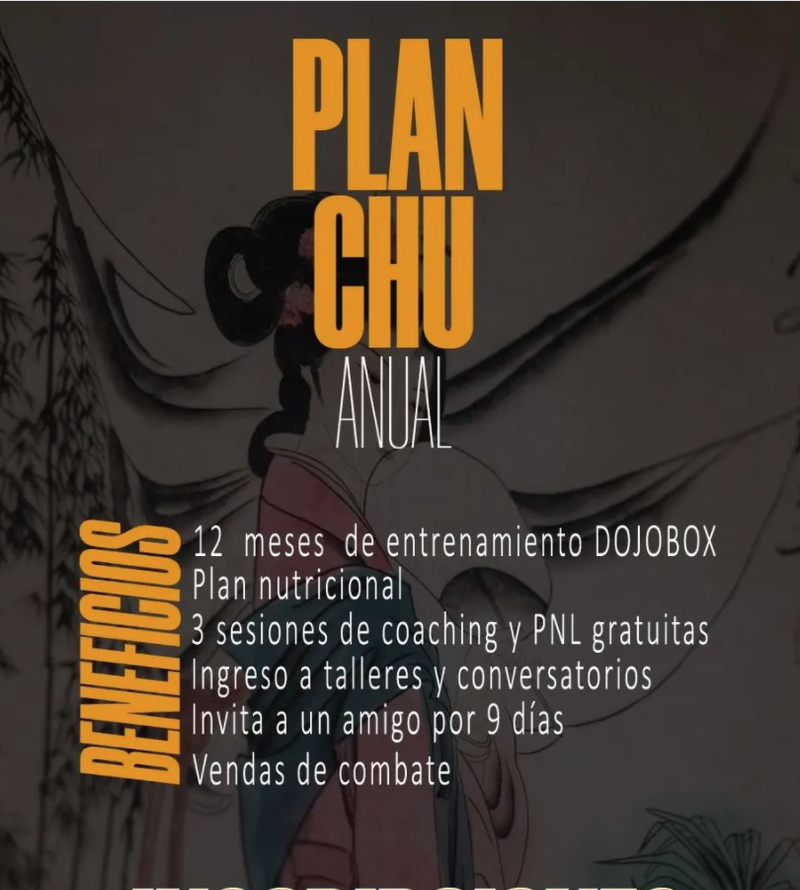 PLAN
CHU
ANUAL
BENEFICIOS
12 meses de entrenamiento DOJOBOX
Plan nutricional
3 sesiones de coaching y PNL gratuitas
Ingreso a talleres y conversatorios
Invita a un amigo por 9 días
Vendas de combate